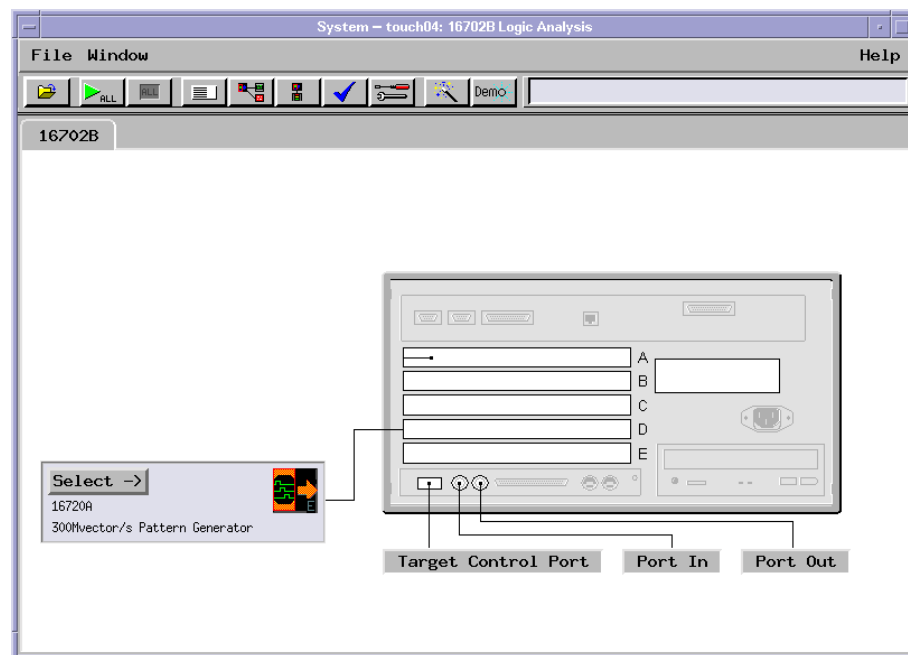 System – touch04: 16702B Logic Analysis
File Window Help
ALL ALL Demo
16702B
A
B
C
D
E
Select ->
E
16720A
300Mvector/s Pattern Generator
Target Control Port Port In Port Out